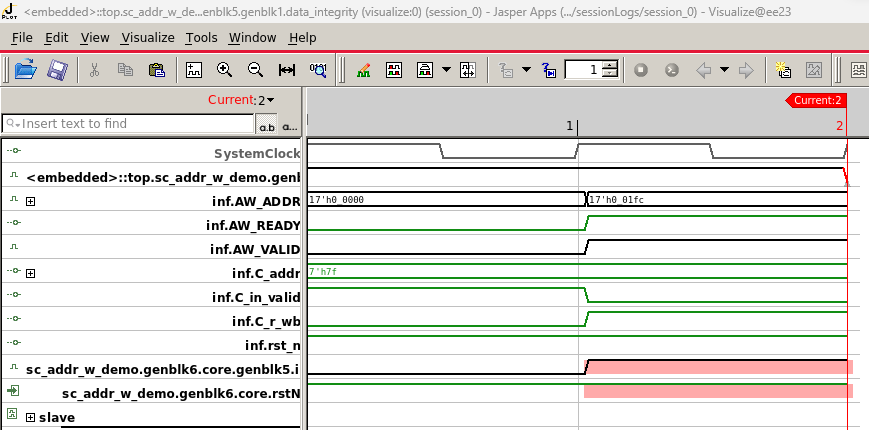 <embedded>::top.sc_addr_w_de...enblk5.genblk1.data_integrity (visualize:0) (session_0) - Jasper Apps (.../sessionLogs/session_0) - Visualize@ee23
J
PLOT
File Edit View Visualize Tools Window Help
0101
1
Current:2
Current:2
Insert text to find
a.b
a...
1
2
SystemClock
<embedded>::top.sc_addr_w_demo.genl
inf.AW_ADDR
17'h0_0000
17'h0_01fc
inf.AW_READY
inf.AW_VALID
inf.C_addr
7'h7f
inf.C_in_valid
inf.C_r_wb
inf.rst_n
sc_addr_w_demo.genblk6.core.genblk5.i
sc_addr_w_demo.genblk6.core.rstN
slave